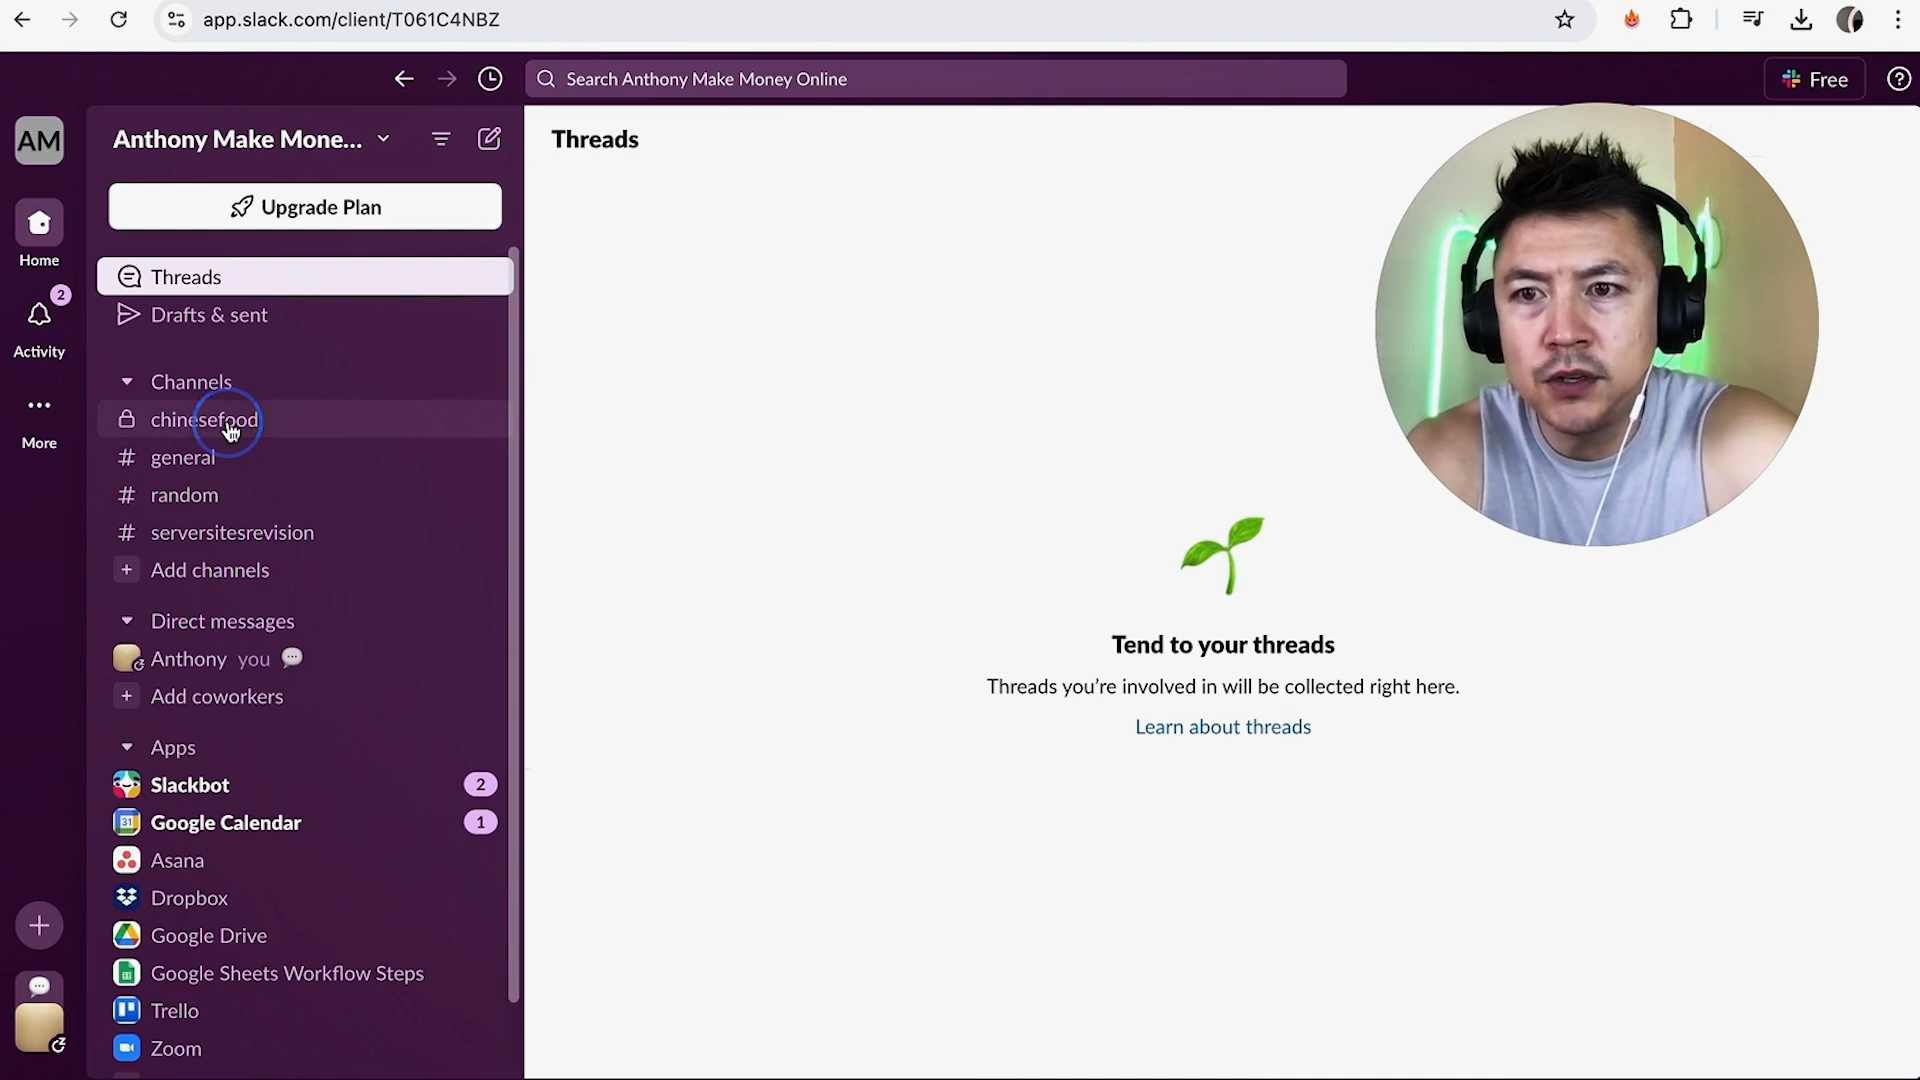 app.slack.com/client/T061C4NBZ
Search Anthony Make Money Online
Free
AM
Anthony Make Mone...
Upgrade Plan
Home
2
Activity
More
Threads
Drafts & sent
Channels
chinesefood
general
random
serversitesrevision
Add channels
Direct messages
Anthony you
Add coworkers
Apps
Slackbot 2
31
Google Calendar 1
Asana
Dropbox
Google Drive
Google Sheets Workflow Steps
Trello
Zoom
Threads
Tend to your threads
Threads you're involved in will be collected right here.
Learn about threads